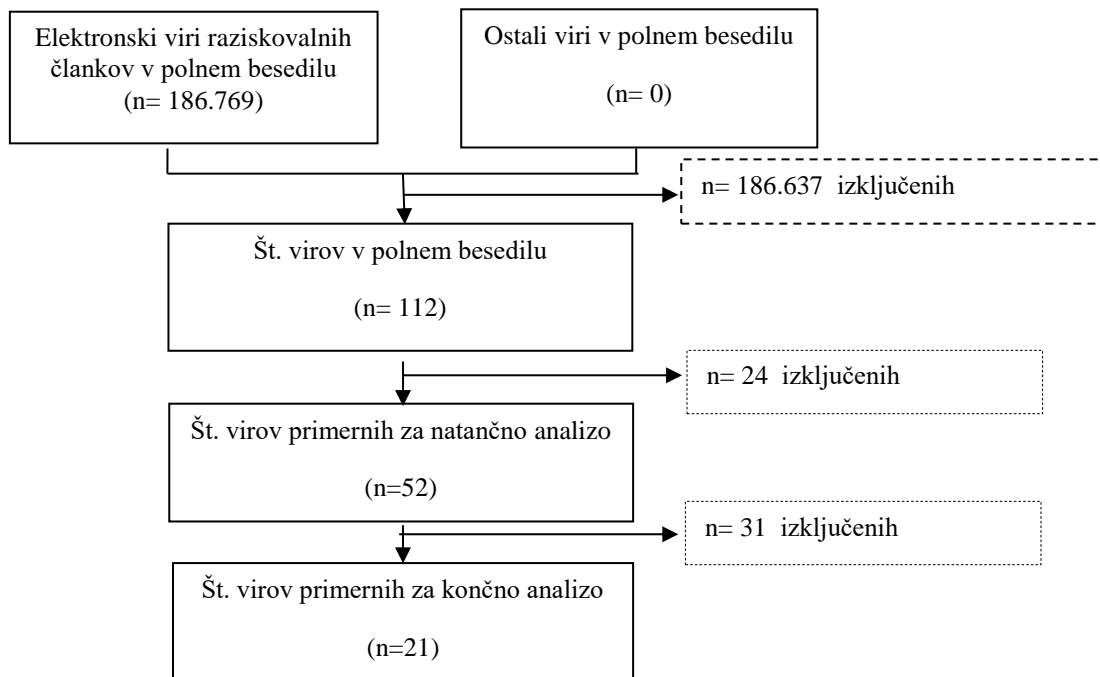 Elektronski viri raziskovalnih
člankov v polnem besedilu
(n= 186.769)
Ostali viri v polnem besedilu
(n= 0)
n= 186.637 izključenih
Št. virov v polnem besedilu
(n= 112)
n= 24 izključenih
Št. virov primernih za natančno analizo
(n=52)
n= 31 izključenih
Št. virov primernih za končno analizo
(n=21)